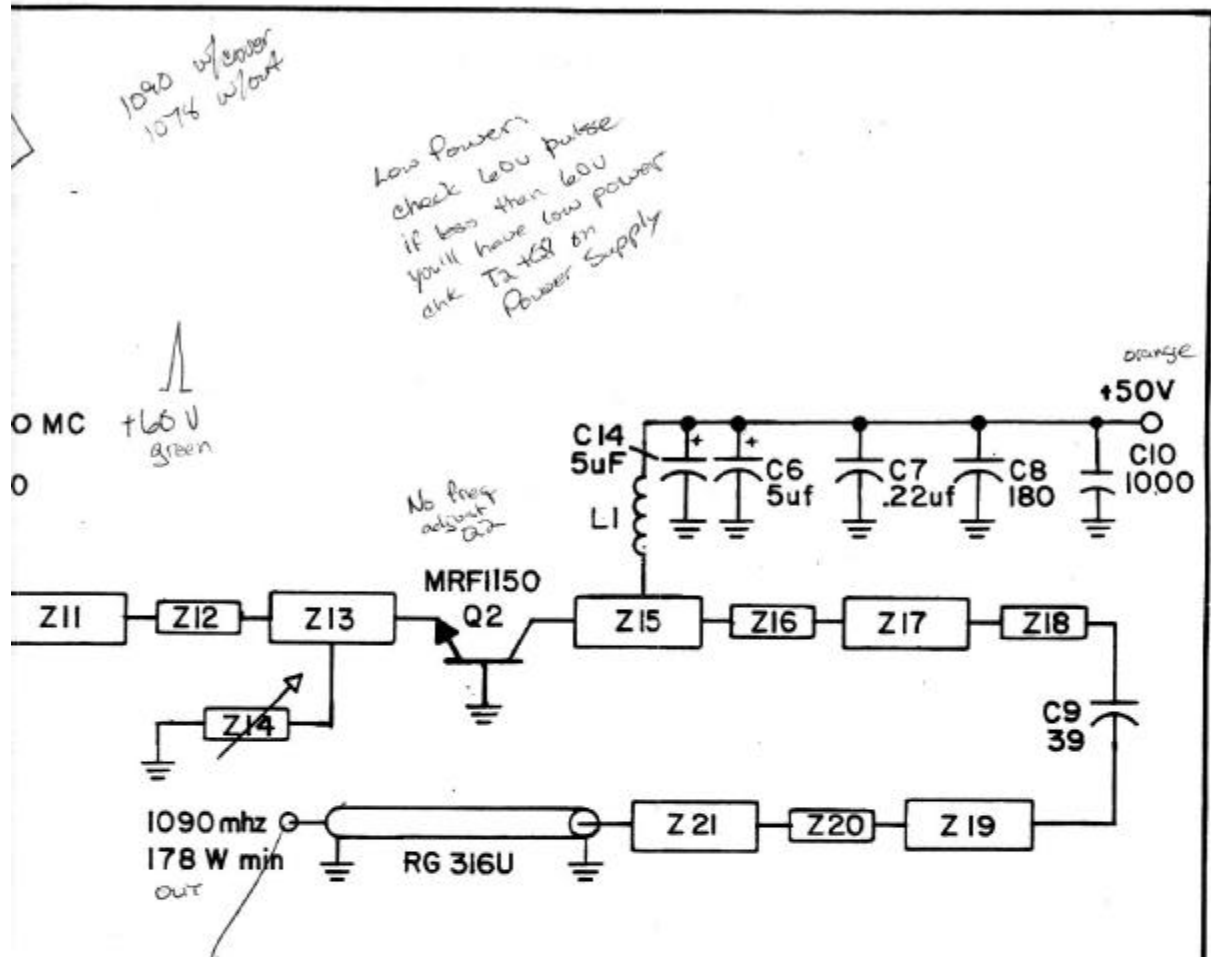 1090 w/cover
1078 w/out
Low Power
check 60v pulse
if less than 60v
you'll have low power
chk T2 + Q1 on
Power Supply
orange
+50V
O MC
+60 V
green
O
C14
5uF
C6
5uf
C7
.22uf
C8
180
C10
1000
L1
No freq
adjust
Q2
MRF1150
Q2
Z11
Z12
Z13
Z15
Z16
Z17
Z18
Z14
C9
39
1090 mhz
178 W min
OUT
RG 316U
Z21
Z20
Z19